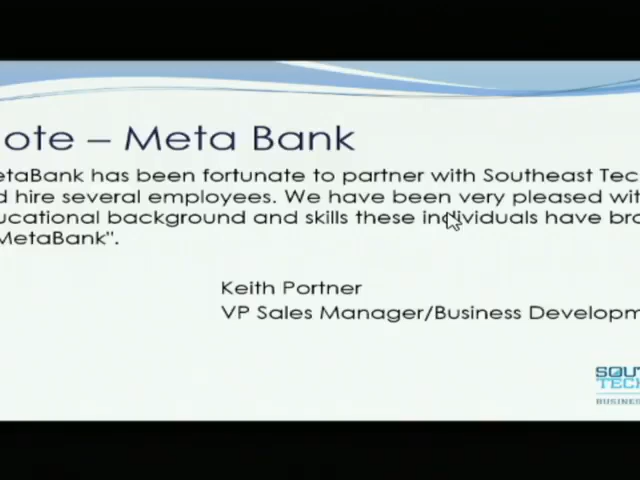 ote – Meta Bank
etaBank has been fortunate to partner with Southeast Tec
d hire several employees. We have been very pleased wit
ucational background and skills these individuals have bro
MetaBank".
Keith Portner
VP Sales Manager/Business Developm
SOUT
TECH
BUSINES